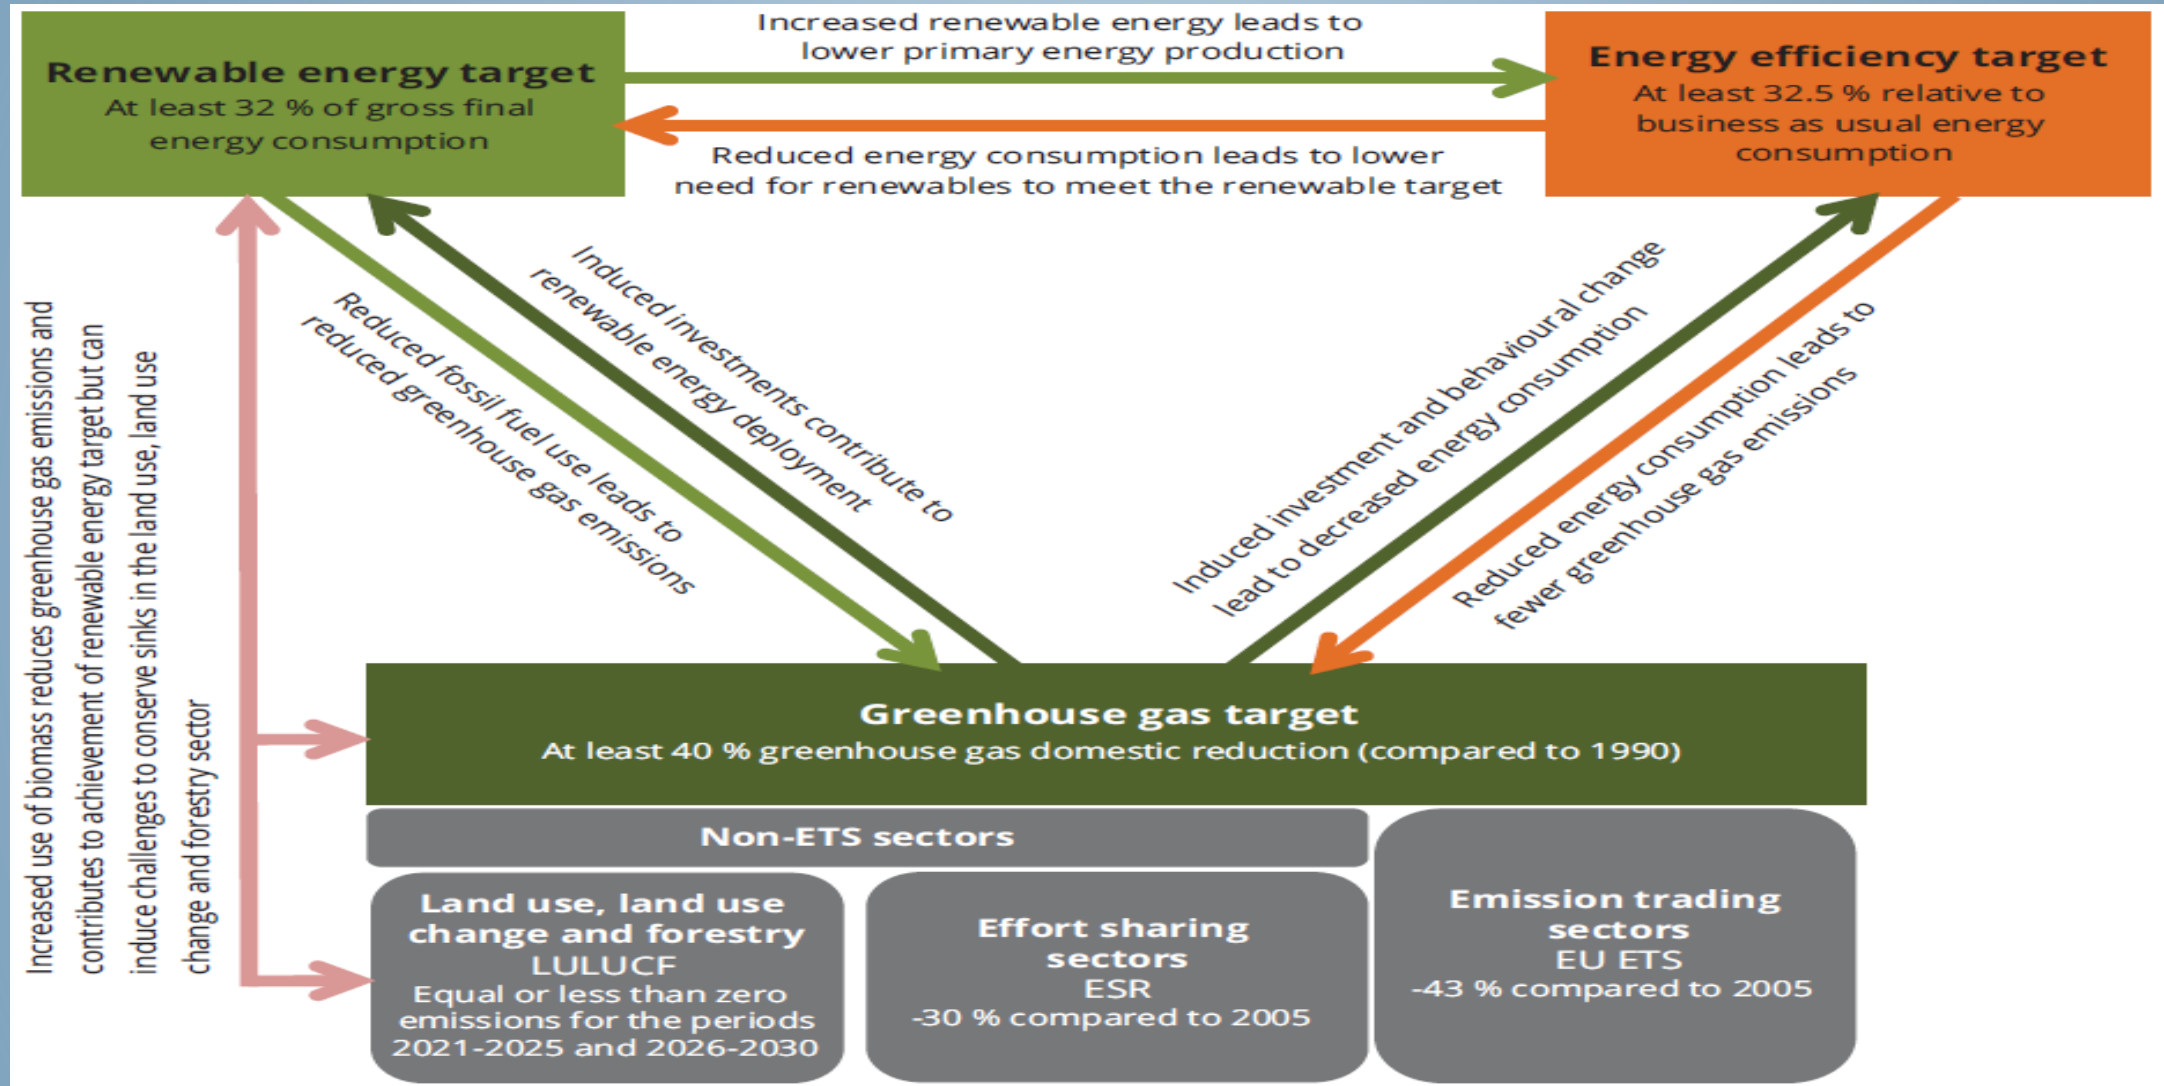 Renewable energy target
At least 32 % of gross final
energy consumption
Increased renewable energy leads to
lower primary energy production
Reduced energy consumption leads to lower
need for renewables to meet the renewable target
Energy efficiency target
At least 32.5 % relative to
business as usual energy
consumption
Increased use of biomass reduces greenhouse gas emissions and
contributes to achievement of renewable energy target but can
induce challenges to conserve sinks in the land use, land use
change and forestry sector
Reduced fossil fuel use leads to
reduced greenhouse gas emissions
Induced investments contribute to
renewable energy deployment
Induced investment and behavioural change
lead to decreased energy consumption
Reduced energy consumption leads to
fewer greenhouse gas emissions
Greenhouse gas target
At least 40 % greenhouse gas domestic reduction (compared to 1990)
Non-ETS sectors
Land use, land use
change and forestry
LULUCF
Equal or less than zero
emissions for the periods
2021-2025 and 2026-2030
Effort sharing
sectors
ESR
-30 % compared to 2005
Emission trading
sectors
EU ETS
-43 % compared to 2005